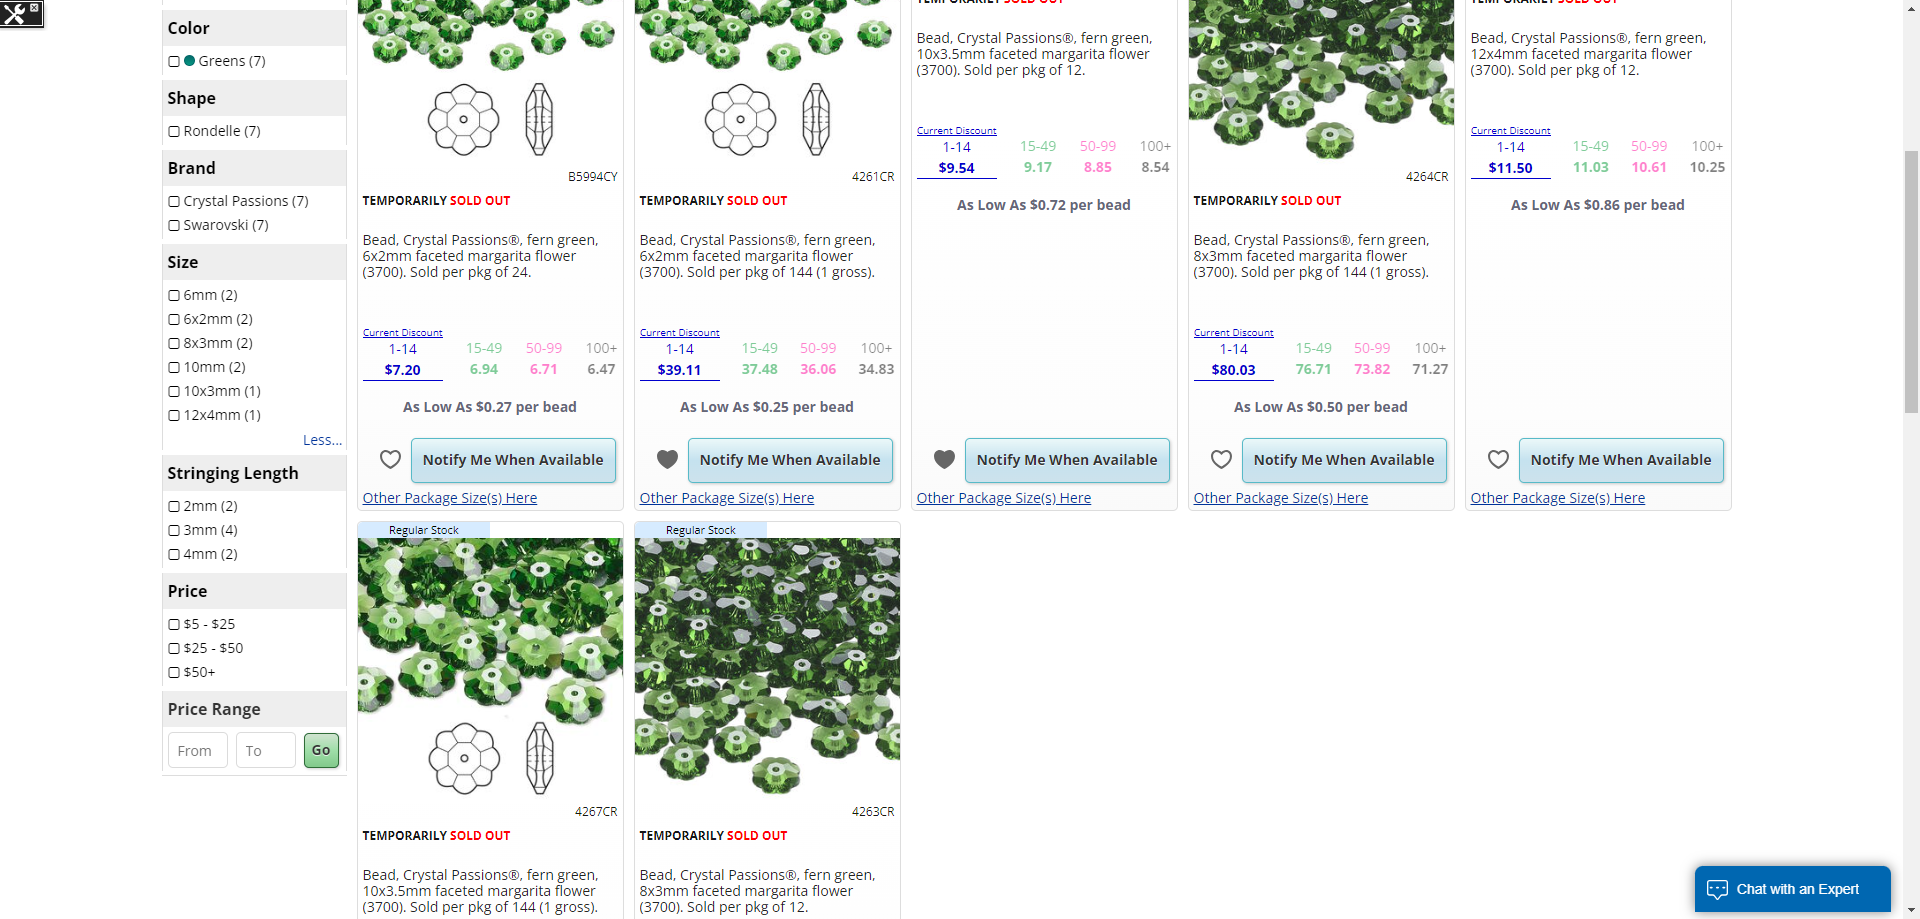 Color
Greens (7)
Shape
Rondelle (7)
Brand
Crystal Passions (7)
Swarovski (7)
Size
6mm (2)
6x2mm (2)
8x3mm (2)
10mm (2)
10x3mm (1)
12x4mm (1)
Less...
Stringing Length
2mm (2)
3mm (4)
4mm (2)
Price
$5 - $25
$25 - $50
$50+
Price Range
From To Go
B5994CY
TEMPORARILY SOLD OUT
Bead, Crystal Passions®, fern green,
6x2mm faceted margarita flower
(3700). Sold per pkg of 24.
Current Discount
1-14 15-49 50-99 100+
$7.20 6.94 6.71 6.47
As Low As $0.27 per bead
Notify Me When Available
Other Package Size(s) Here
4261CR
TEMPORARILY SOLD OUT
Bead, Crystal Passions®, fern green,
6x2mm faceted margarita flower
(3700). Sold per pkg of 144 (1 gross).
Current Discount
1-14 15-49 50-99 100+
$39.11 37.48 36.06 34.83
As Low As $0.25 per bead
Notify Me When Available
Other Package Size(s) Here
TEMPORARILY SOLD OUT
Bead, Crystal Passions®, fern green,
10x3.5mm faceted margarita flower
(3700). Sold per pkg of 12.
Current Discount
1-14 15-49 50-99 100+
$9.54 9.17 8.85 8.54
As Low As $0.72 per bead
Notify Me When Available
Other Package Size(s) Here
4264CR
TEMPORARILY SOLD OUT
Bead, Crystal Passions®, fern green,
8x3mm faceted margarita flower
(3700). Sold per pkg of 144 (1 gross).
Current Discount
1-14 15-49 50-99 100+
$80.03 76.71 73.82 71.27
As Low As $0.50 per bead
Notify Me When Available
Other Package Size(s) Here
TEMPORARILY SOLD OUT
Bead, Crystal Passions®, fern green,
12x4mm faceted margarita flower
(3700). Sold per pkg of 12.
Current Discount
1-14 15-49 50-99 100+
$11.50 11.03 10.61 10.25
As Low As $0.86 per bead
Notify Me When Available
Other Package Size(s) Here
Regular Stock
4267CR
TEMPORARILY SOLD OUT
Bead, Crystal Passions®, fern green,
10x3.5mm faceted margarita flower
(3700). Sold per pkg of 144 (1 gross).
Regular Stock
4263CR
TEMPORARILY SOLD OUT
Bead, Crystal Passions®, fern green,
8x3mm faceted margarita flower
(3700). Sold per pkg of 12.
Chat with an Expert